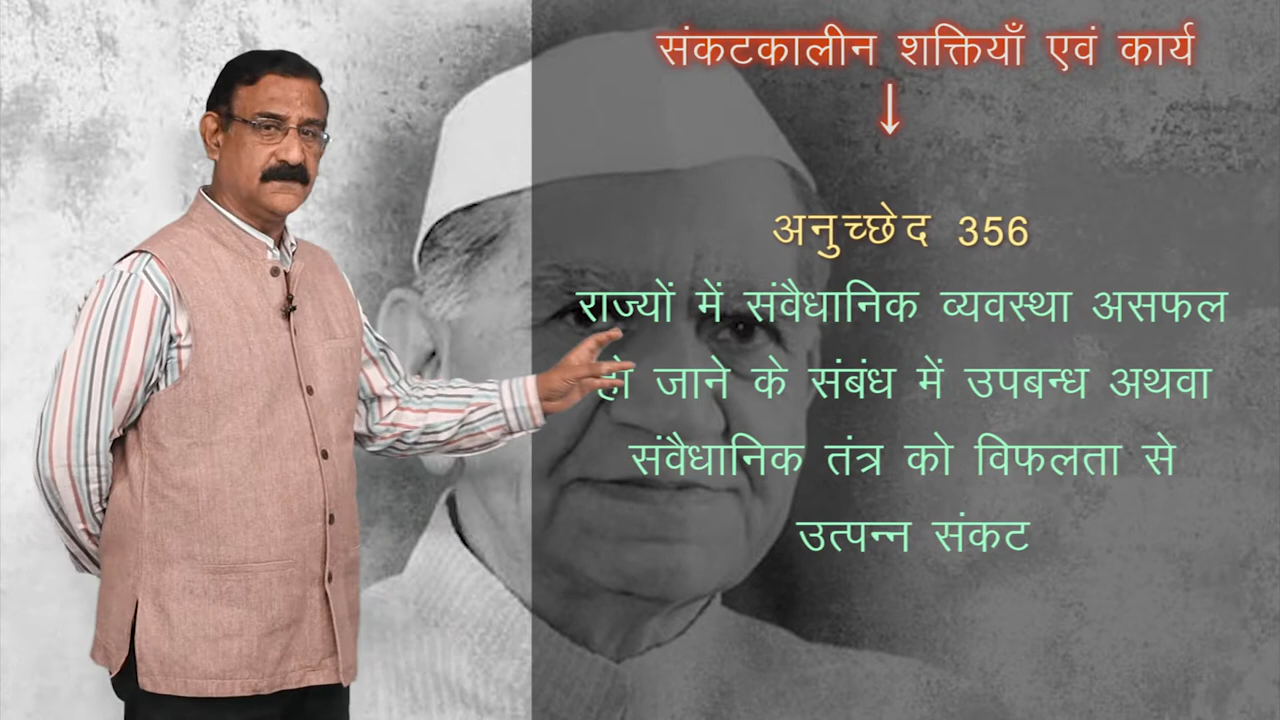 संकटकालीन शक्तियाँ एवं कार्य
↓
अनुच्छेद 356
राज्यों में संवैधानिक व्यवस्था असफल
हो जाने के संबंध में उपबन्ध अथवा
संवैधानिक तंत्र को विफलता से
उत्पन्न संकट